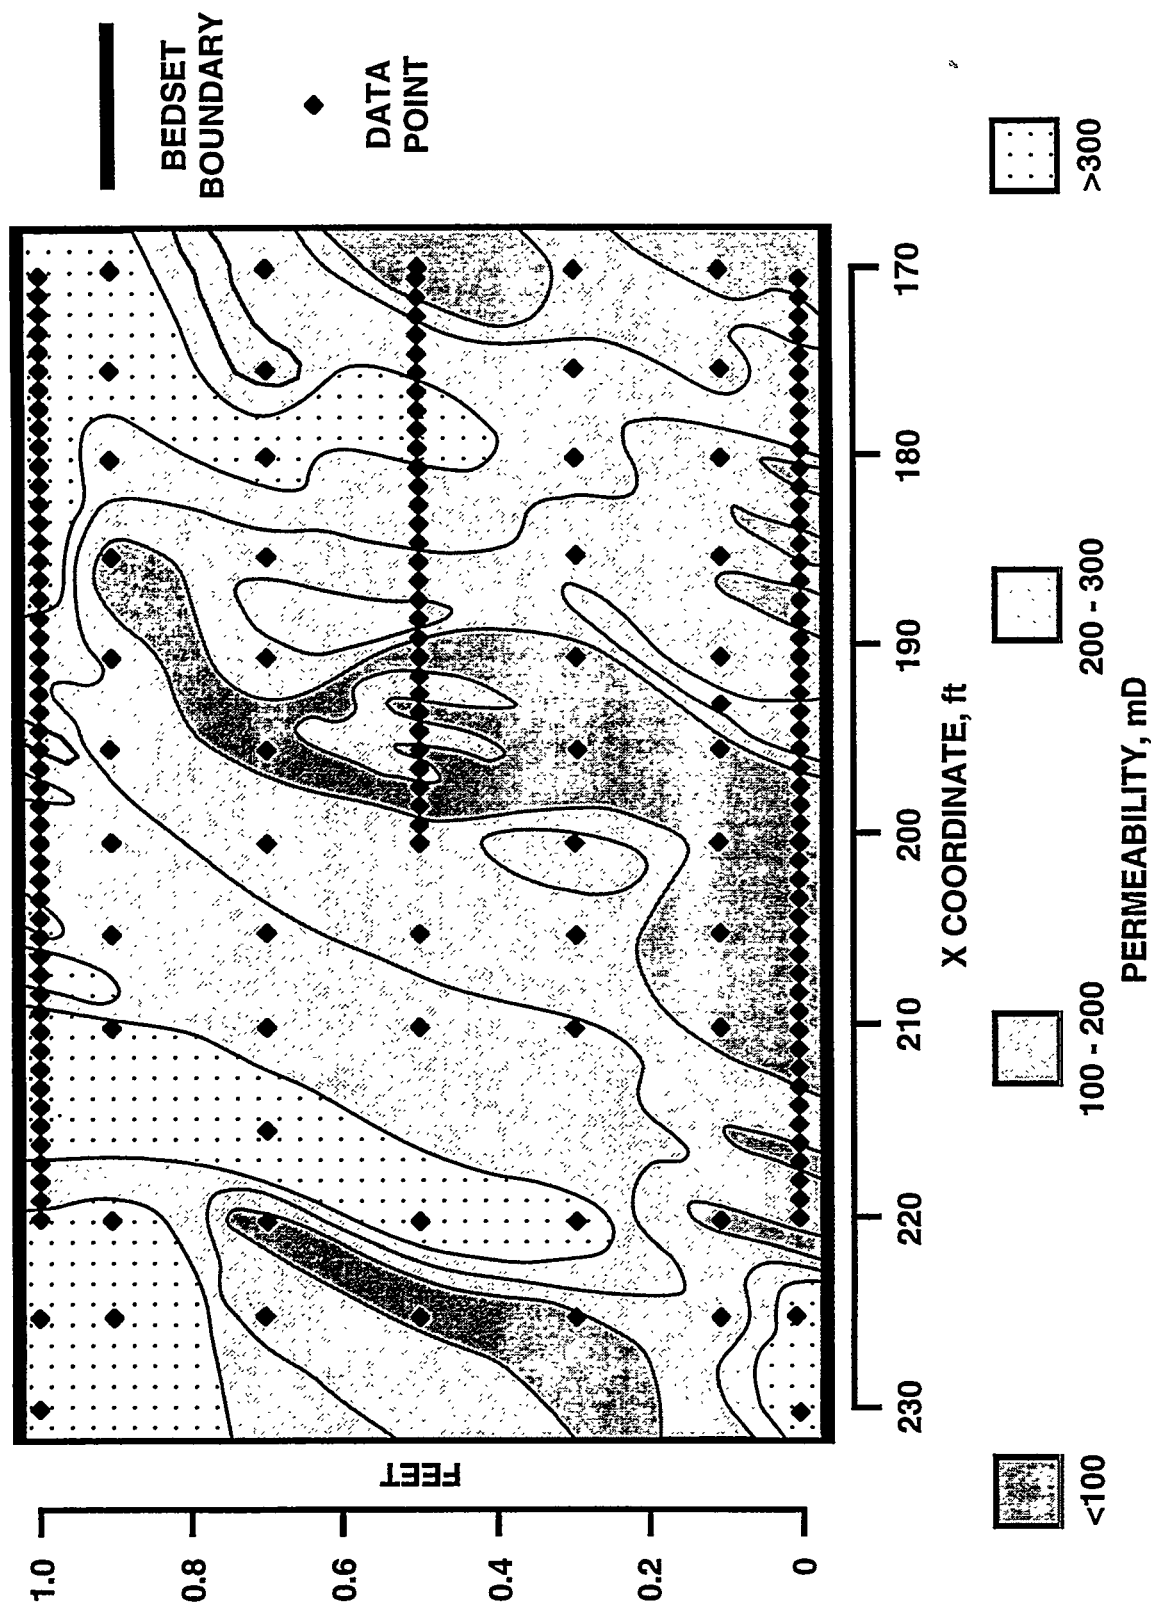 BEDSET
BOUNDARY
DATA
POINT
FEET
1.0
0.8
0.6
0.4
0.2
0
230
220
210
200
190
180
170
X COORDINATE, ft
<100
100 - 200
200 - 300
>300
PERMEABILITY, mD